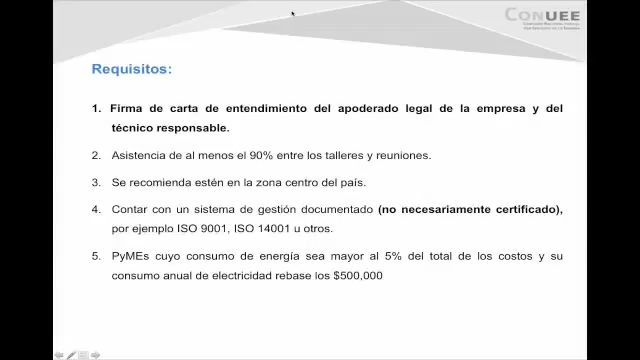 CONUEE
Requisitos:
1. Firma de carta de entendimiento del apoderado legal de la empresa y del
técnico responsable.
2. Asistencia de al menos el 90% entre los talleres y reuniones.
3. Se recomienda estén en la zona centro del país.
4. Contar con un sistema de gestión documentado (no necesariamente certificado),
por ejemplo ISO 9001, ISO 14001 u otros.
5. PyMEs cuyo consumo de energía sea mayor al 5% del total de los costos y su
consumo anual de electricidad rebase los $500,000